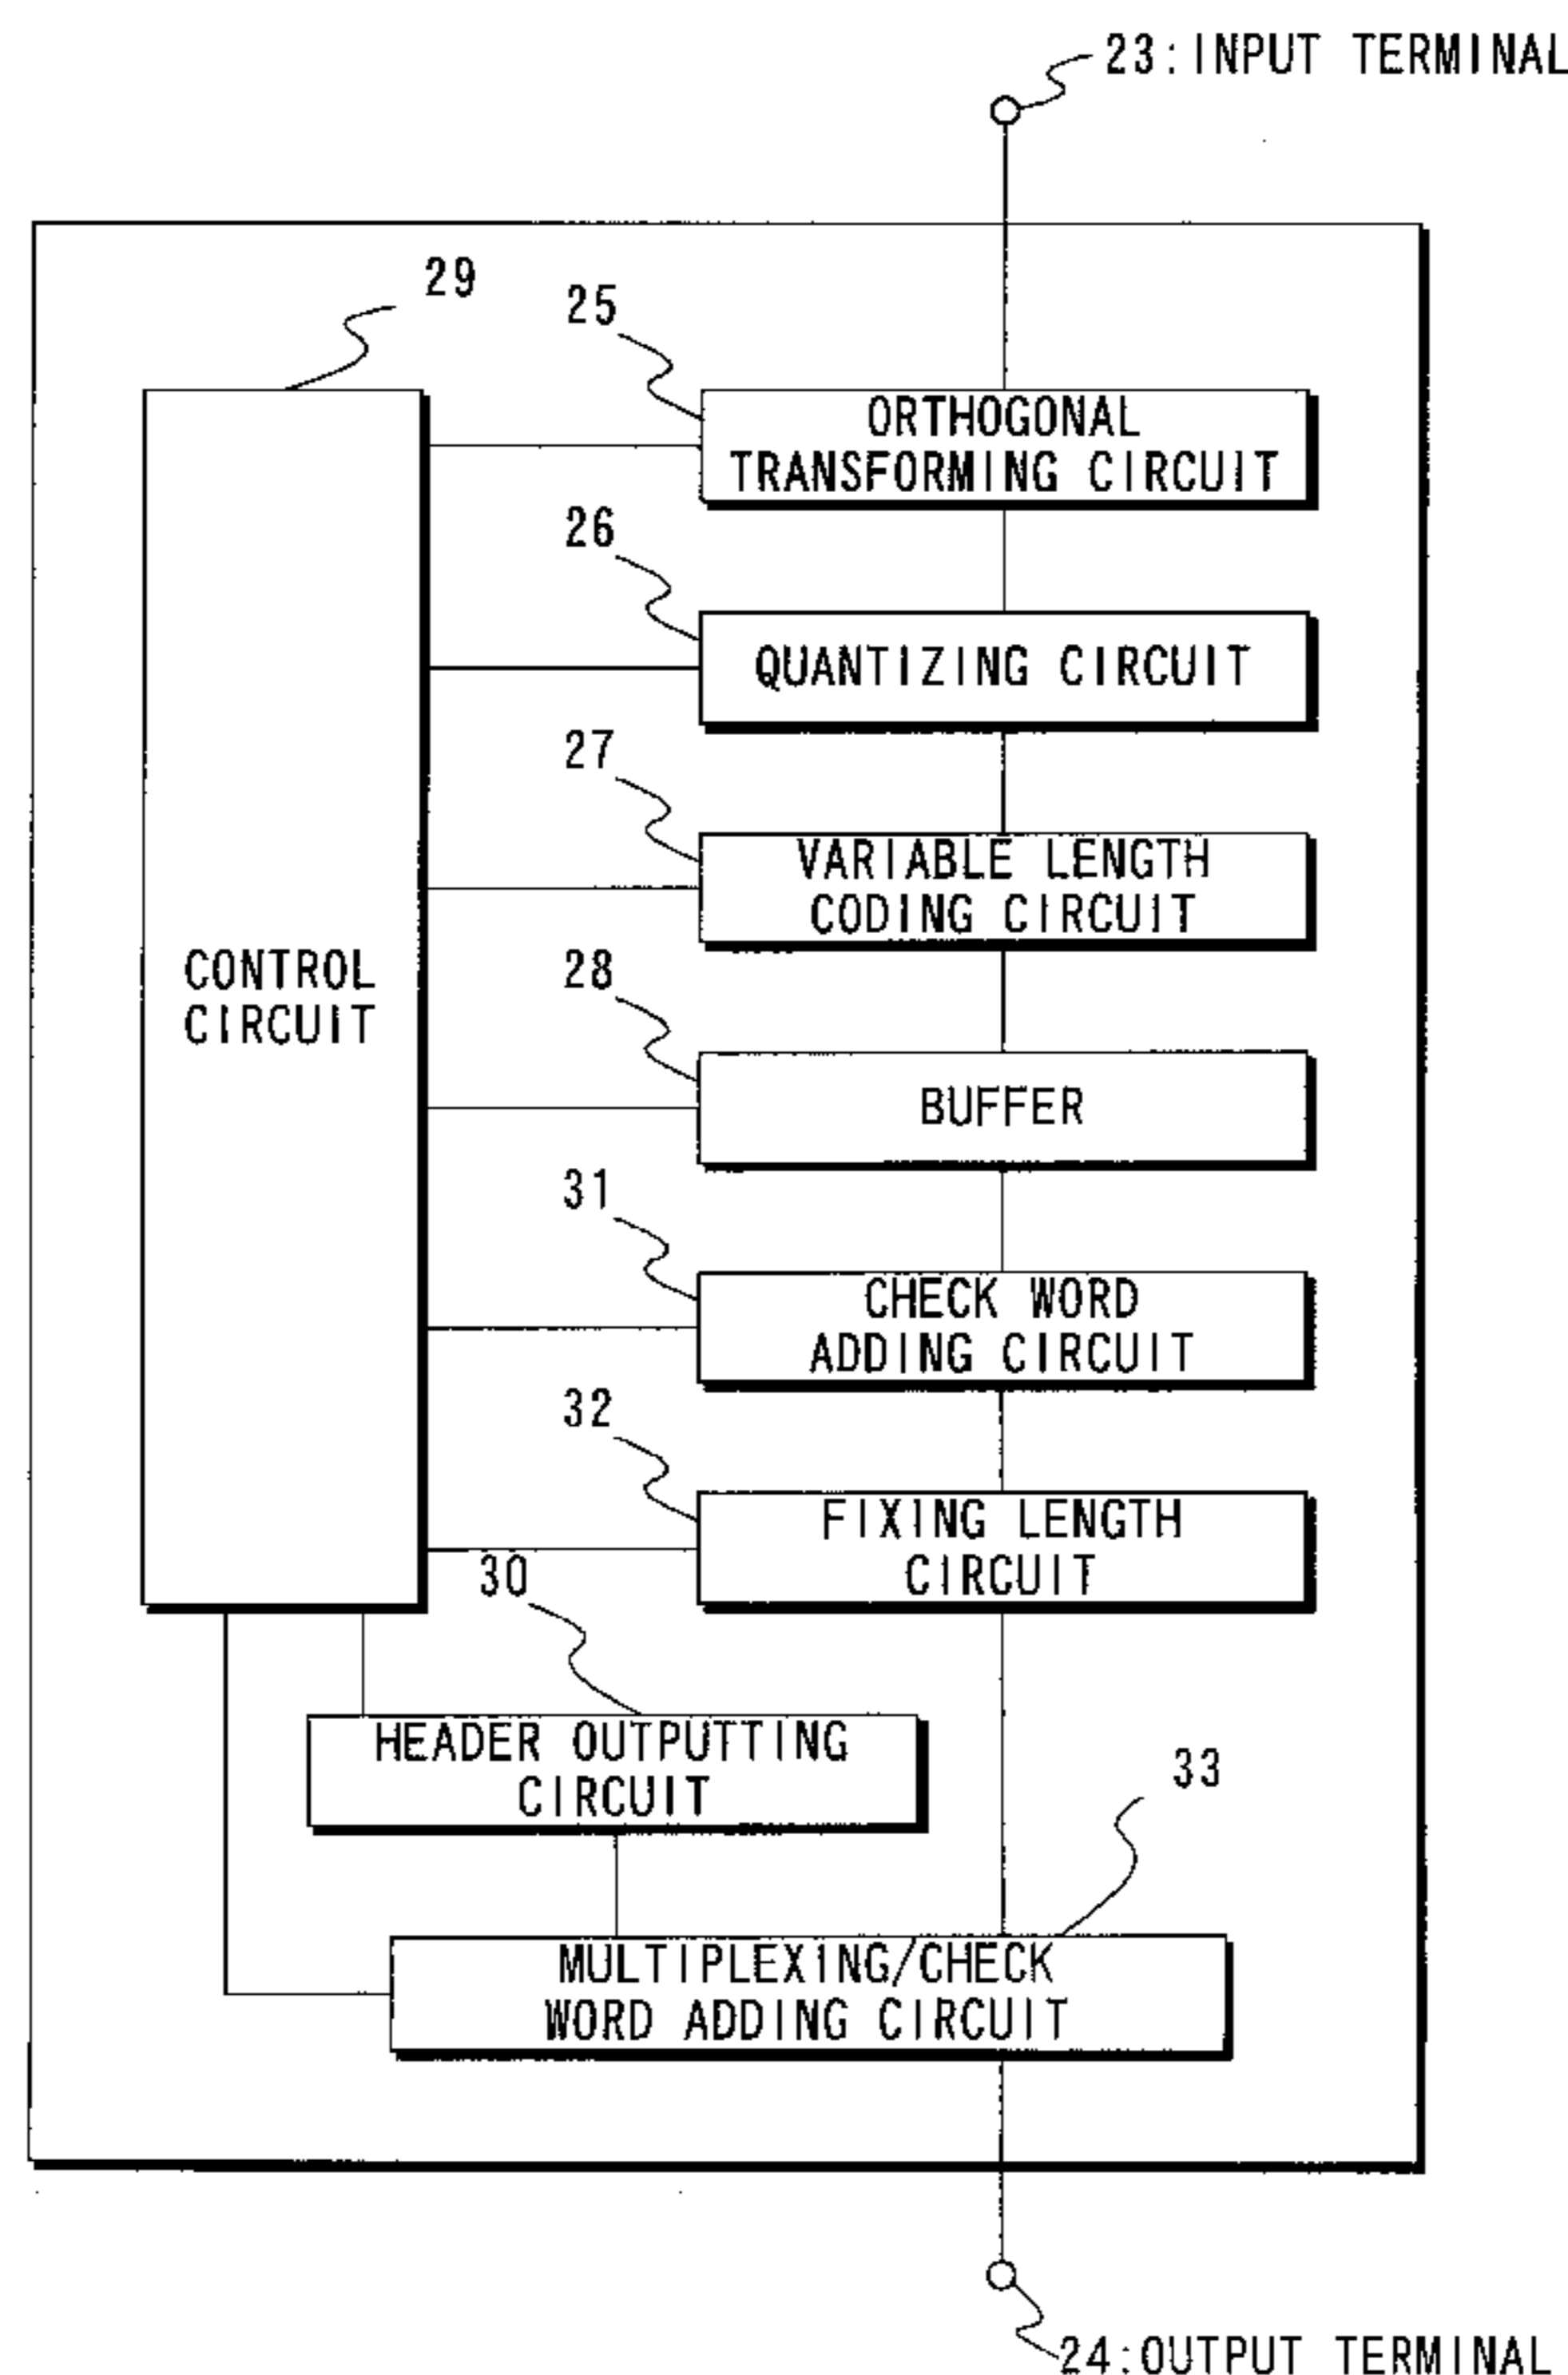 23:INPUT TERMINAL
29
25
ORTHOGONAL
TRANSFORMING CIRCUIT
26
QUANTIZING CIRCUIT
27
VARIABLE LENGTH
CODING CIRCUIT
CONTROL
CIRCUIT
28
BUFFER
31
CHECK WORD
ADDING CIRCUIT
32
FIXING LENGTH
CIRCUIT
30
HEADER OUTPUTTING
CIRCUIT
33
MULTIPLEXING/CHECK
WORD ADDING CIRCUIT
24:OUTPUT TERMINAL